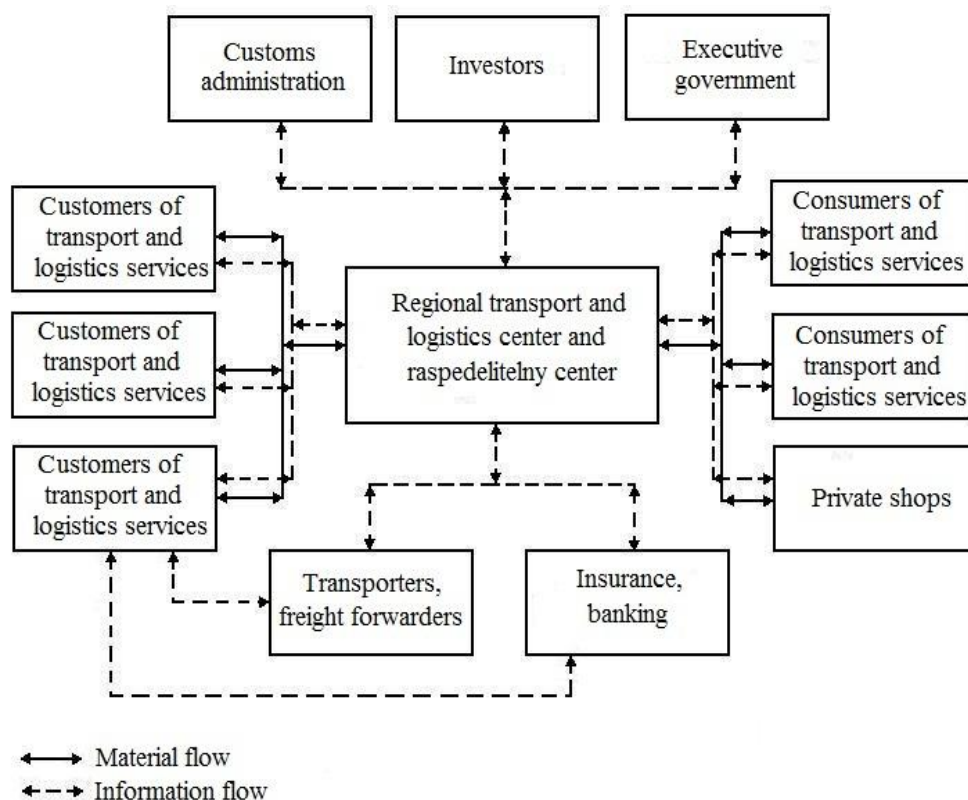 Customs
administration
Investors
Executive
government
Customers of
transport and
logistics services
Consumers of
transport and
logistics services
Regional transport and
logistics center and
raspedelitelny center
Customers of
transport and
logistics services
Consumers of
transport and
logistics services
Customers of
transport and
logistics services
Private shops
Transporters,
freight forwarders
Insurance,
banking
Material flow
Information flow